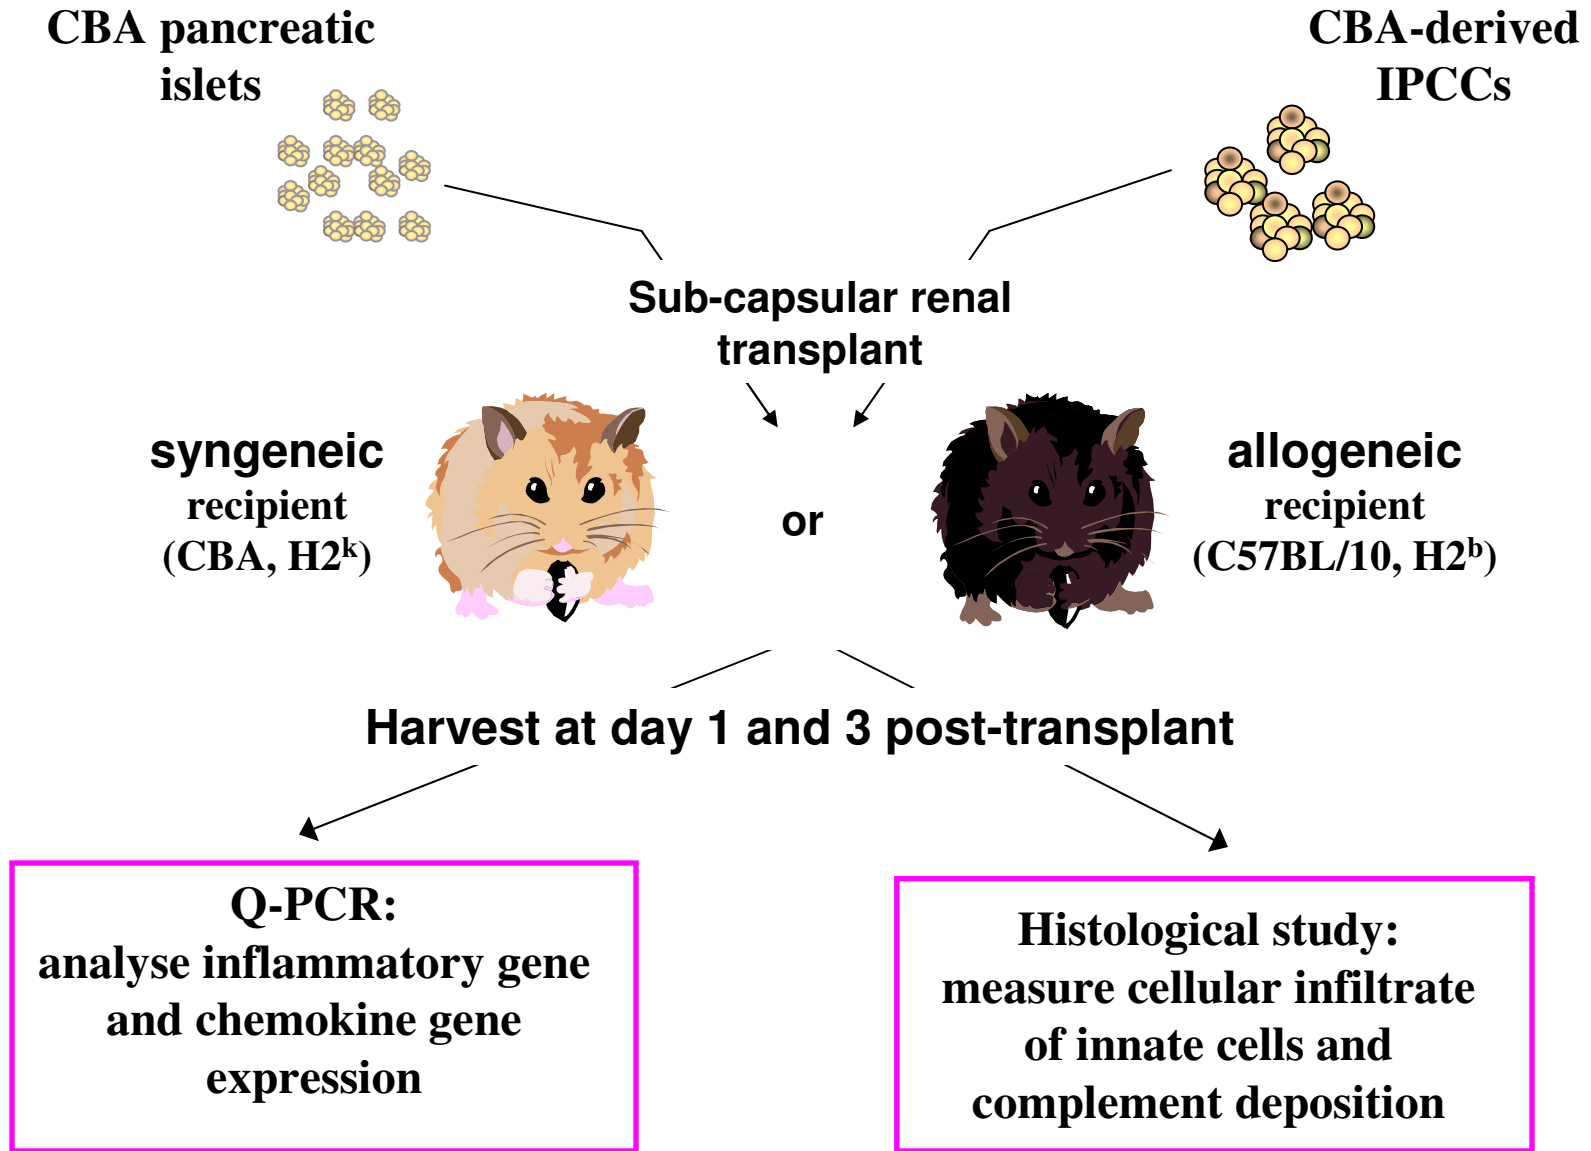 CBA pancreatic
islets
CBA-derived
IPCCs
Sub-capsular renal
transplant
syngeneic
recipient
(CBA, H2ᵏ)
or
allogeneic
recipient
(C57BL/10, H2ᵇ)
Harvest at day 1 and 3 post-transplant
Q-PCR:
analyse inflammatory gene
and chemokine gene
expression
Histological study:
measure cellular infiltrate
of innate cells and
complement deposition